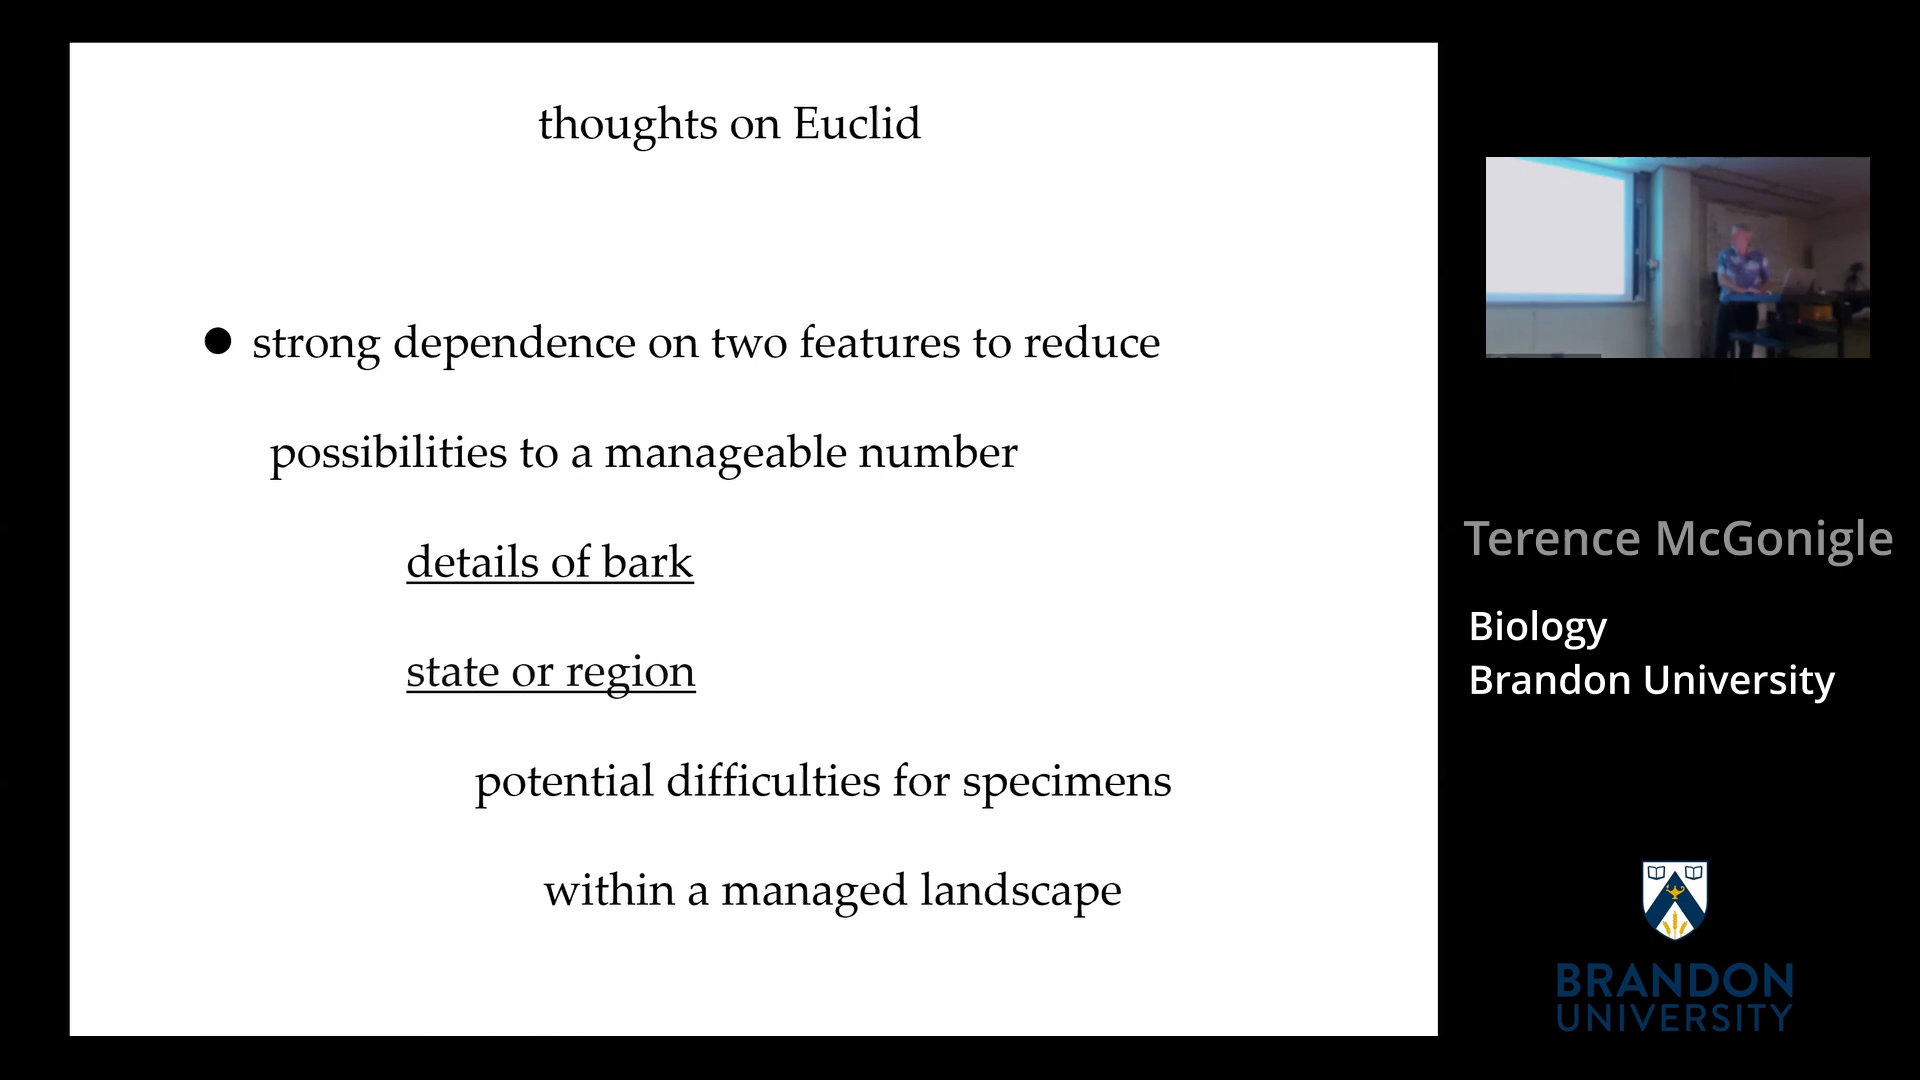 thoughts on Euclid
● strong dependence on two features to reduce
possibilities to a manageable number
details of bark
state or region
potential difficulties for specimens
within a managed landscape
Terence McGonigle
Biology
Brandon University
BRANDON
UNIVERSITY